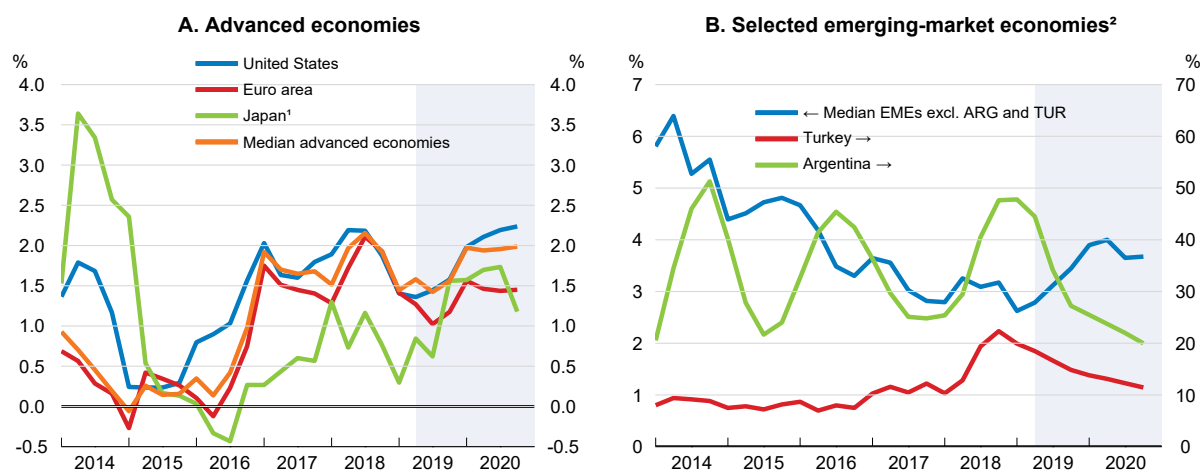 A. Advanced economies
% %
United States
Euro area
Japan¹
Median advanced economies
4.0 4.0
3.5 3.5
3.0 3.0
2.5 2.5
2.0 2.0
1.5 1.5
1.0 1.0
0.5 0.5
0.0 0.0
-0.5 -0.5
2014 2015 2016 2017 2018 2019 2020
B. Selected emerging-market economies²
% %
← Median EMEs excl. ARG and TUR
Turkey →
Argentina →
7 70
6 60
5 50
4 40
3 30
2 20
1 10
0 0
2014 2015 2016 2017 2018 2019 2020